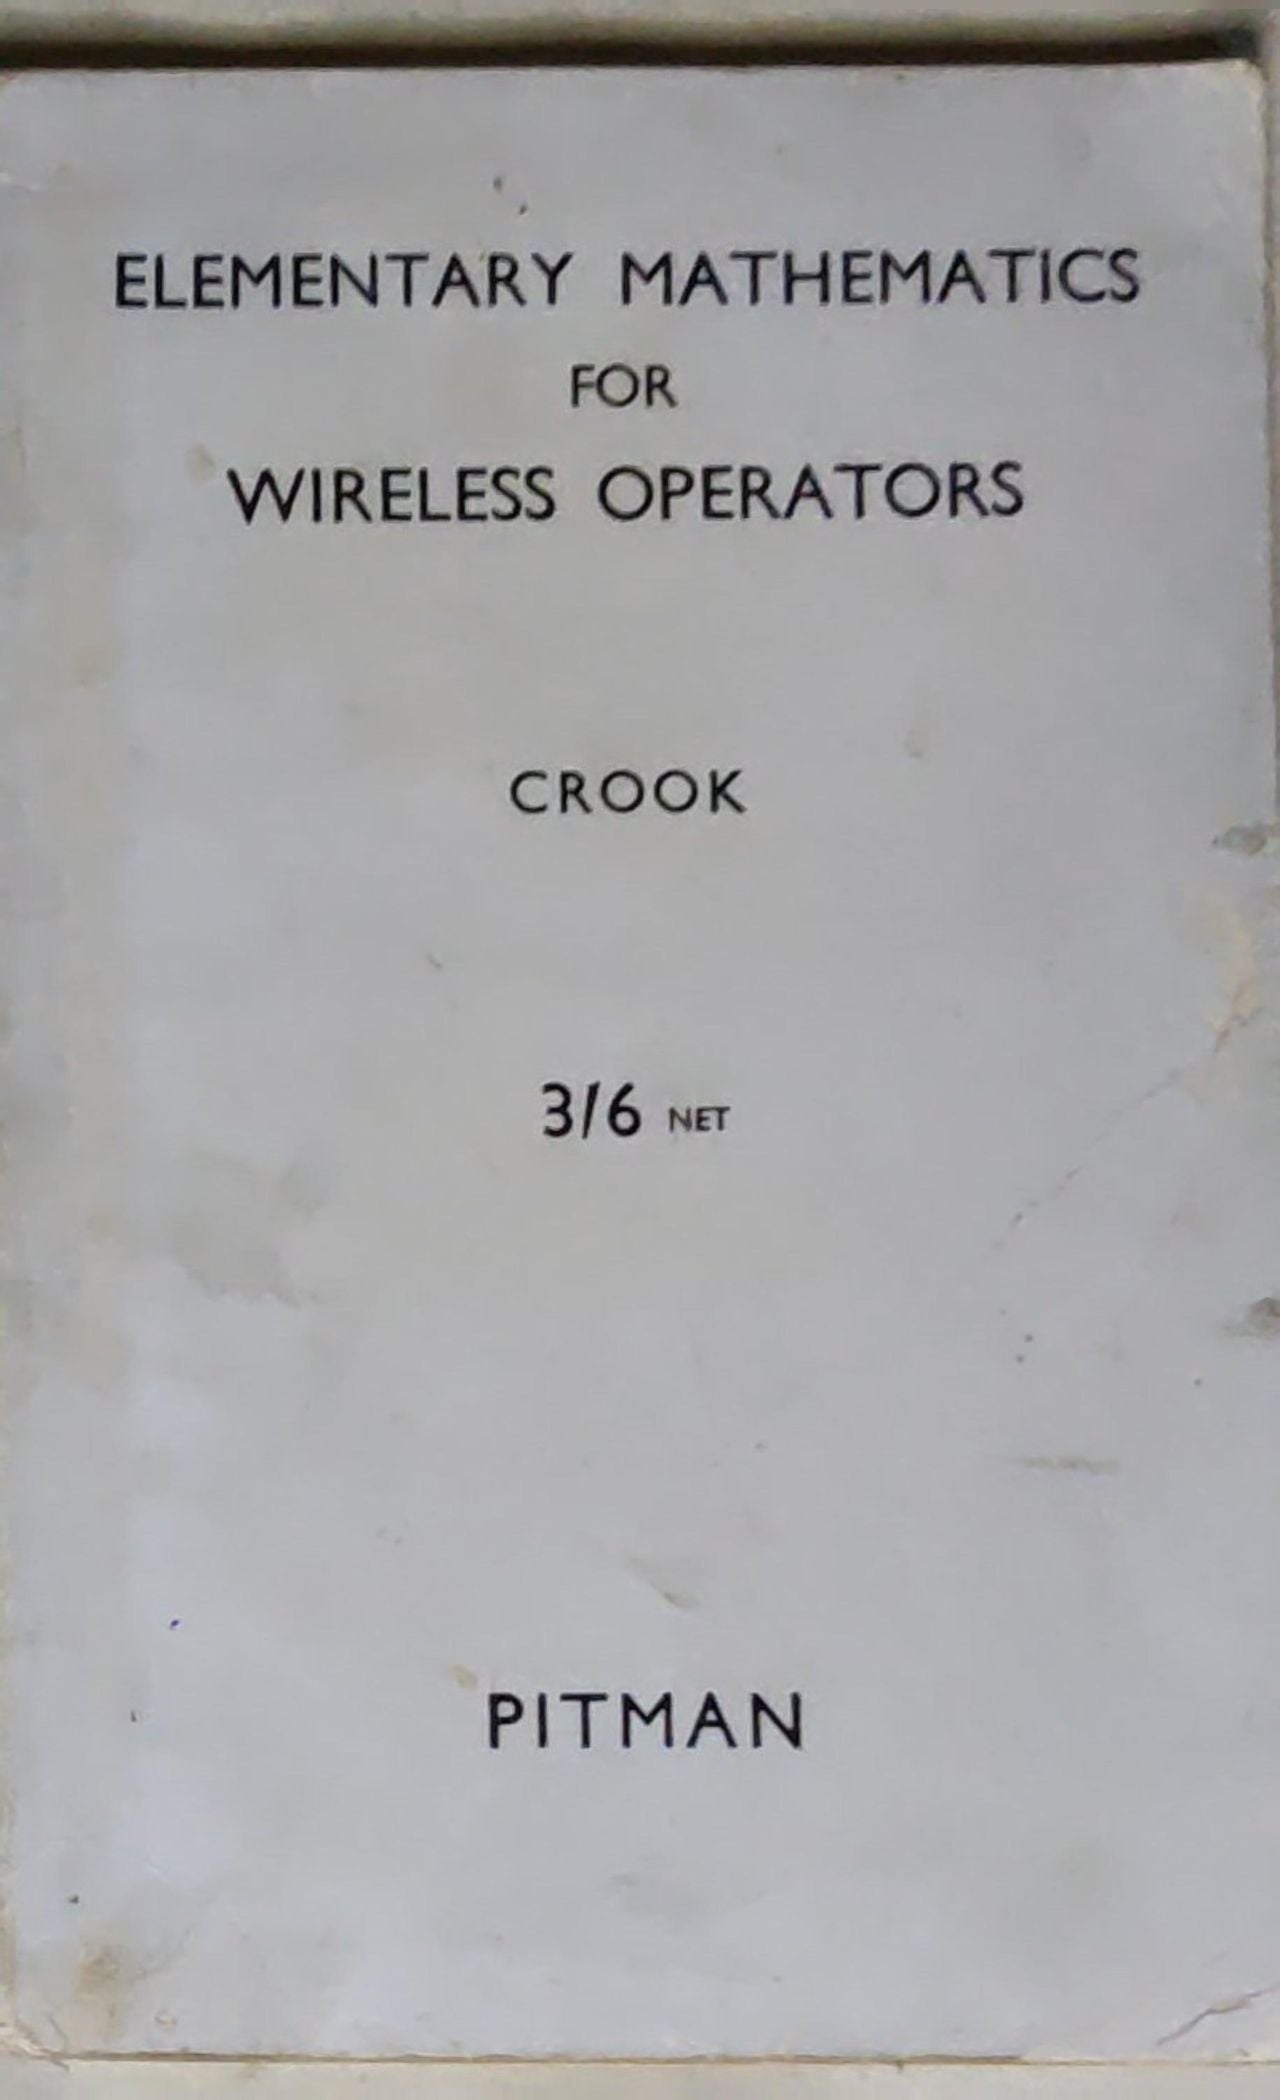 ELEMENTARY MATHEMATICS
FOR
WIRELESS OPERATORS
CROOK
3/6 NET
PITMAN